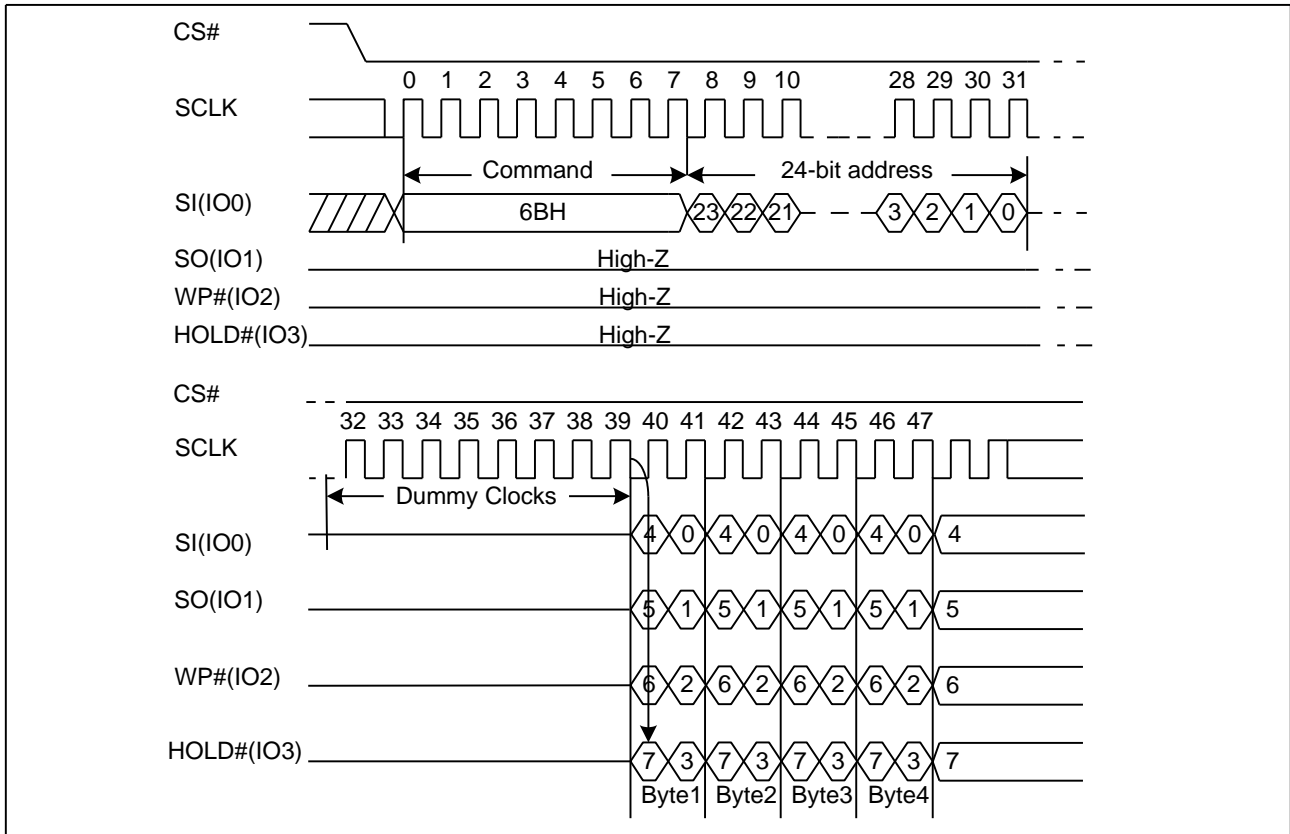 CS#
0 1 2 3 4 5 6 7 8 9 10 28 29 30 31
SCLK
Command 24-bit address
SI(IO0) 6BH 23 22 21 3 2 1 0
SO(IO1) High-Z
WP#(IO2) High-Z
HOLD#(IO3) High-Z
CS#
32 33 34 35 36 37 38 39 40 41 42 43 44 45 46 47
SCLK
Dummy Clocks
SI(IO0) 4 0 4 0 4 0 4 0 4
SO(IO1) 5 1 5 1 5 1 5 1 5
WP#(IO2) 6 2 6 2 6 2 6 2 6
HOLD#(IO3) 7 3 7 3 7 3 7 3 7
Byte1 Byte2 Byte3 Byte4